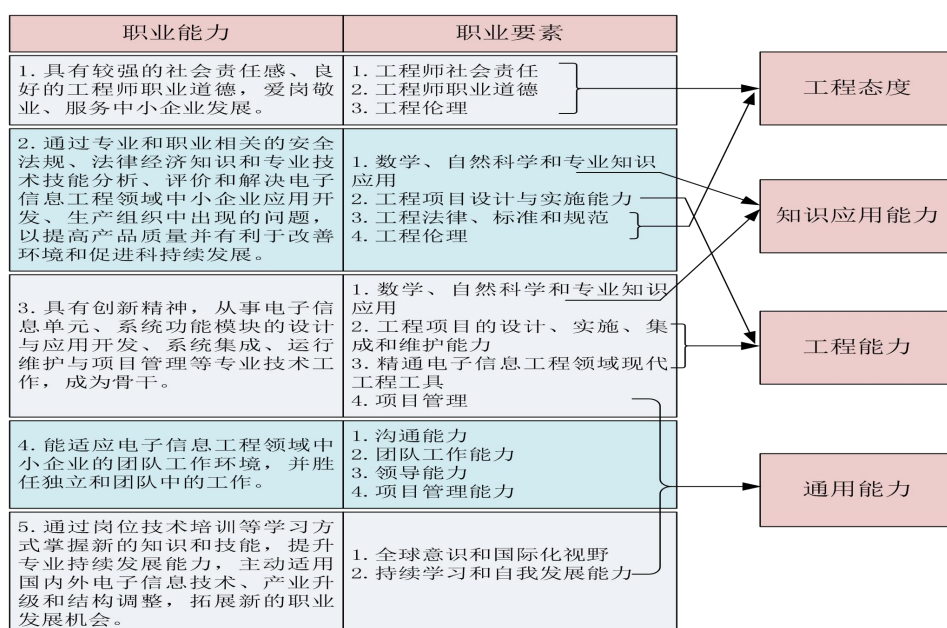 职业能力
职业要素
1. 具有较强的社会责任感、良
好的工程师职业道德，爱岗敬
业、服务中小企业发展。
1. 工程师社会责任
2. 工程师职业道德
3. 工程伦理
2. 通过专业和职业相关的安全
法规、法律经济知识和专业技
术技能分析、评价和解决电子
信息工程领域中小企业应用开
发、生产组织中出现的问题，
以提高产品质量并有利于改善
环境和促进科持续发展。
1. 数学、自然科学和专业知识
应用
2. 工程项目设计与实施能力
3. 工程法律、标准和规范
4. 工程伦理
3. 具有创新精神，从事电子信
息单元、系统功能模块的设计
与应用开发、系统集成、运行
维护与项目管理等专业技术工
作，成为骨干。
1. 数学、自然科学和专业知识
应用
2. 工程项目的设计、实施、集
成和维护能力
3. 精通电子信息工程领域现代
工程工具
4. 项目管理
4. 能适应电子信息工程领域中
小企业的团队工作环境，并胜
任独立和团队中的工作。
1. 沟通能力
2. 团队工作能力
3. 领导能力
4. 项目管理能力
5. 通过岗位技术培训等学习方
式掌握新的知识和技能，提升
专业持续发展能力，主动适用
国内外电子信息技术、产业升
级和结构调整，拓展新的职业
发展机会。
1. 全球意识和国际化视野
2. 持续学习和自我发展能力
工程态度
知识应用能力
工程能力
通用能力